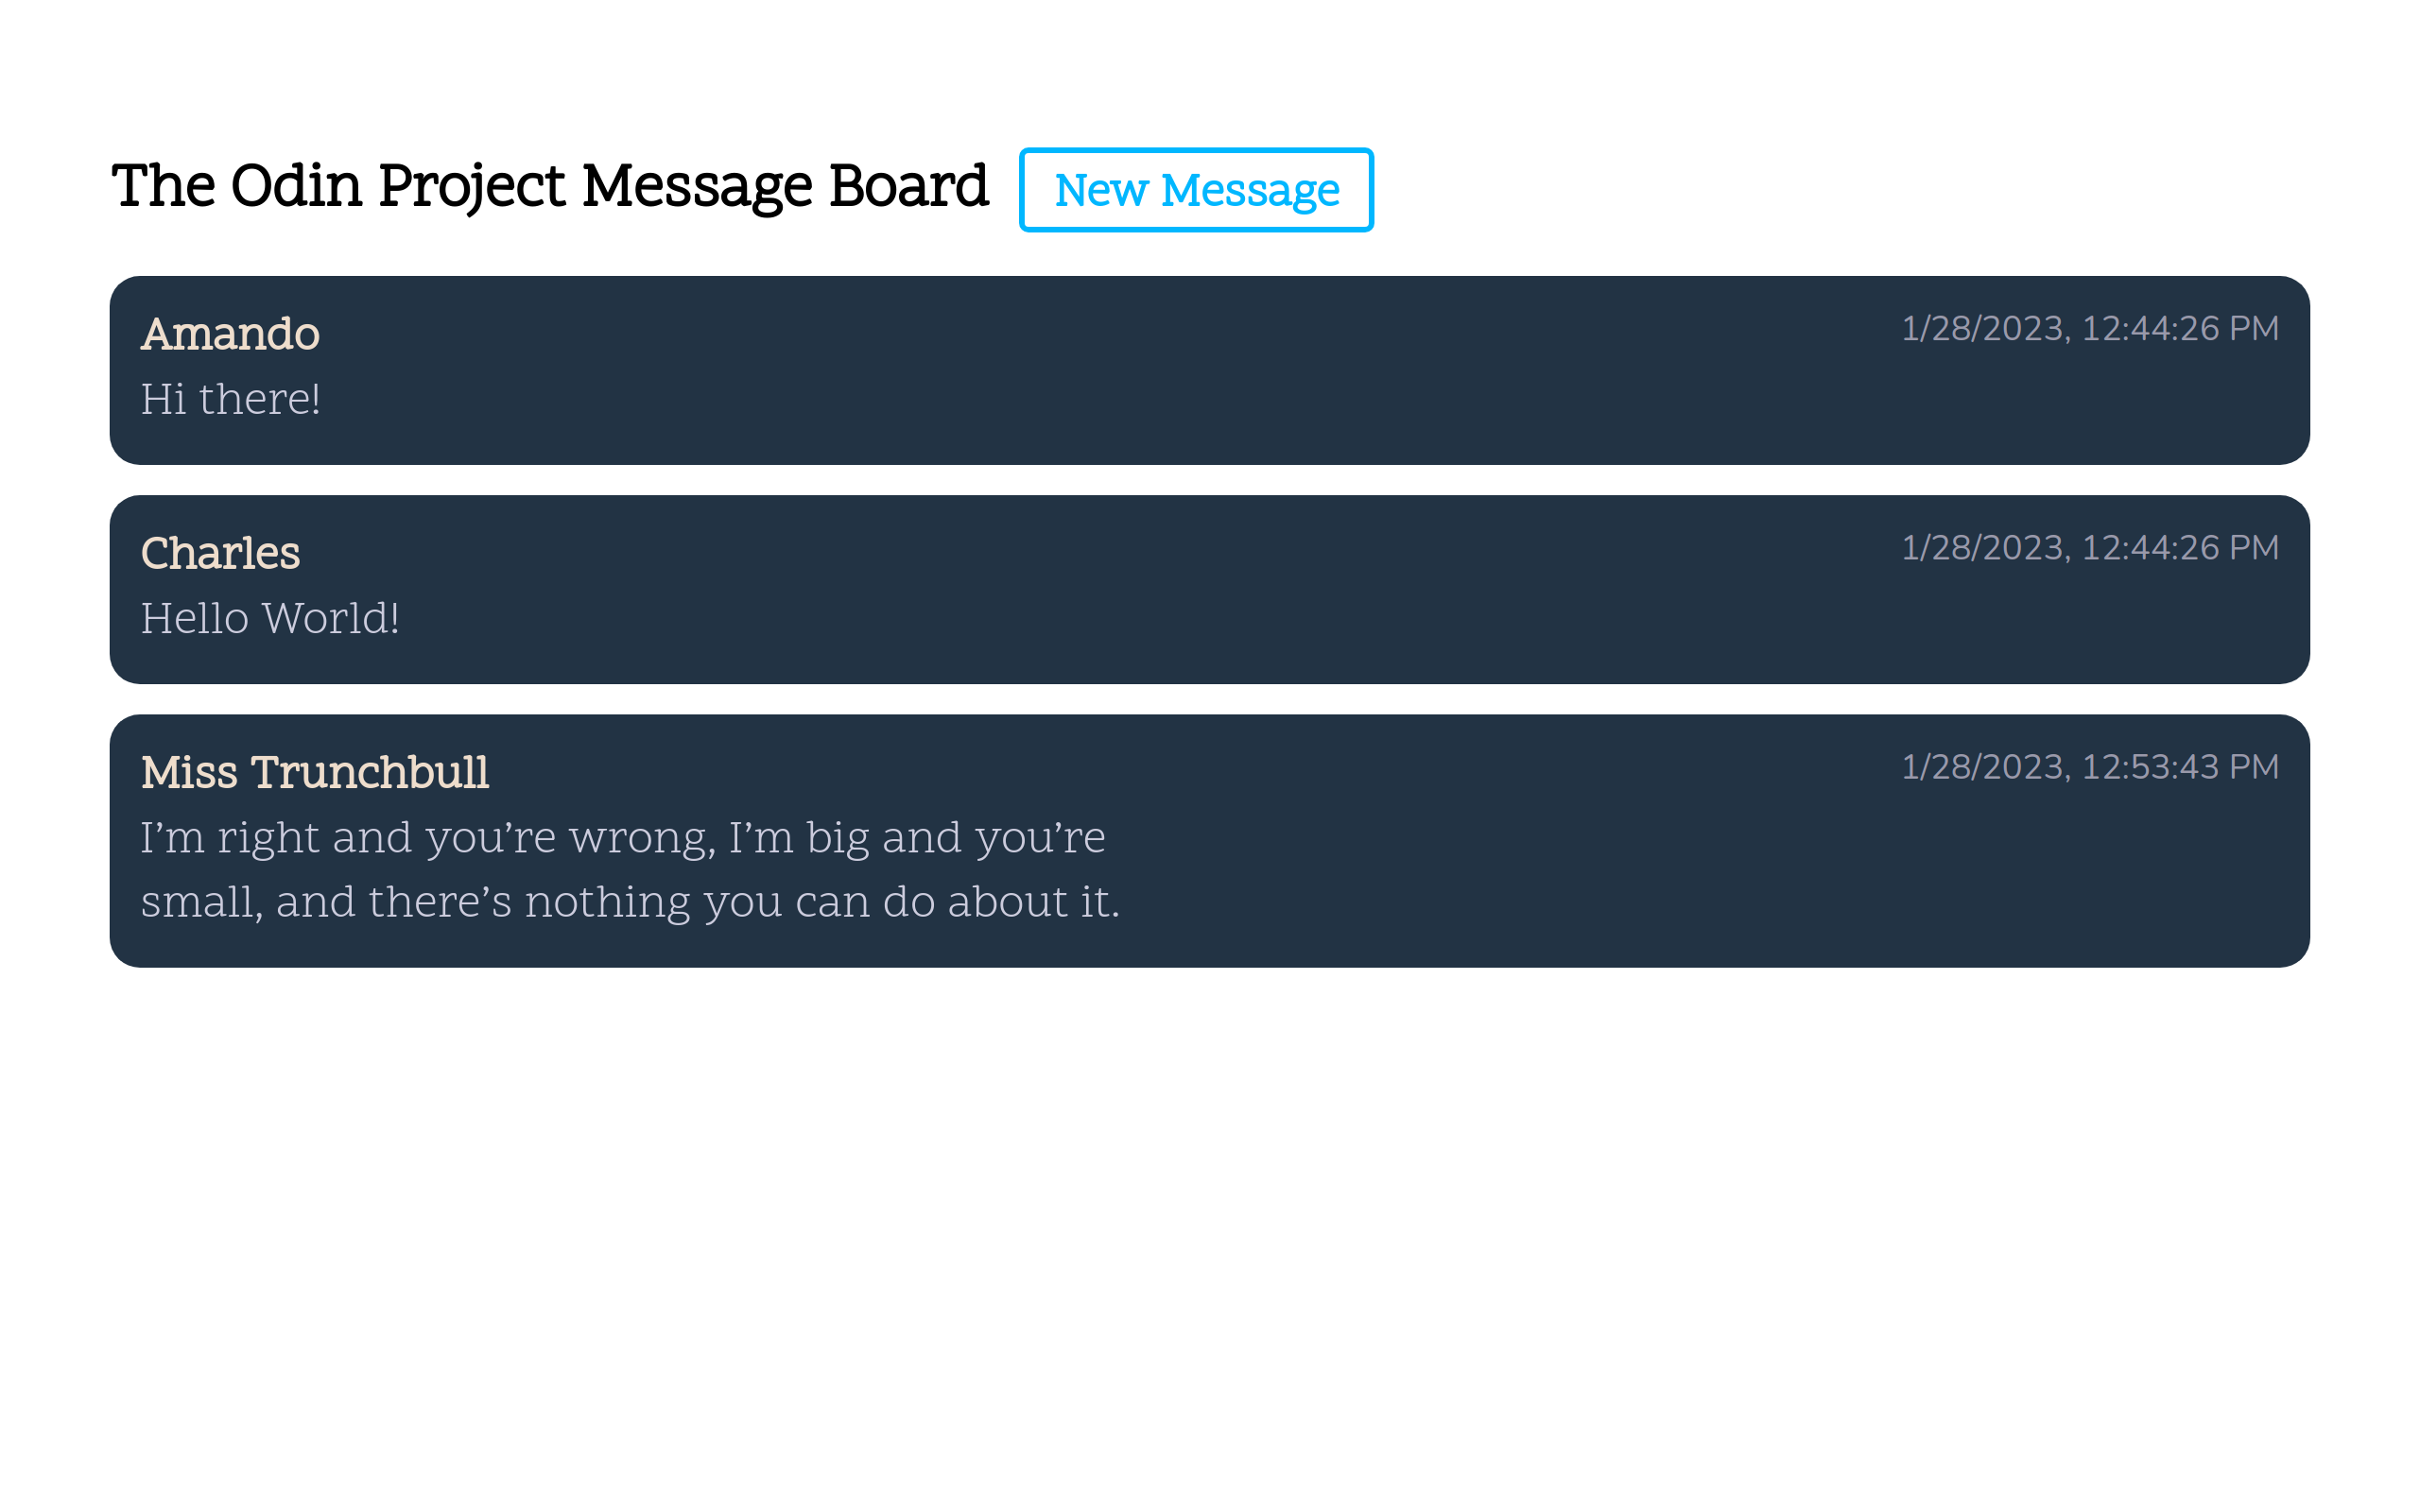 The Odin Project Message Board New Message
Amando 1/28/2023, 12:44:26 PM
Hi there!
Charles 1/28/2023, 12:44:26 PM
Hello World!
Miss Trunchbull 1/28/2023, 12:53:43 PM
I’m right and you’re wrong, I’m big and you’re
small, and there’s nothing you can do about it.